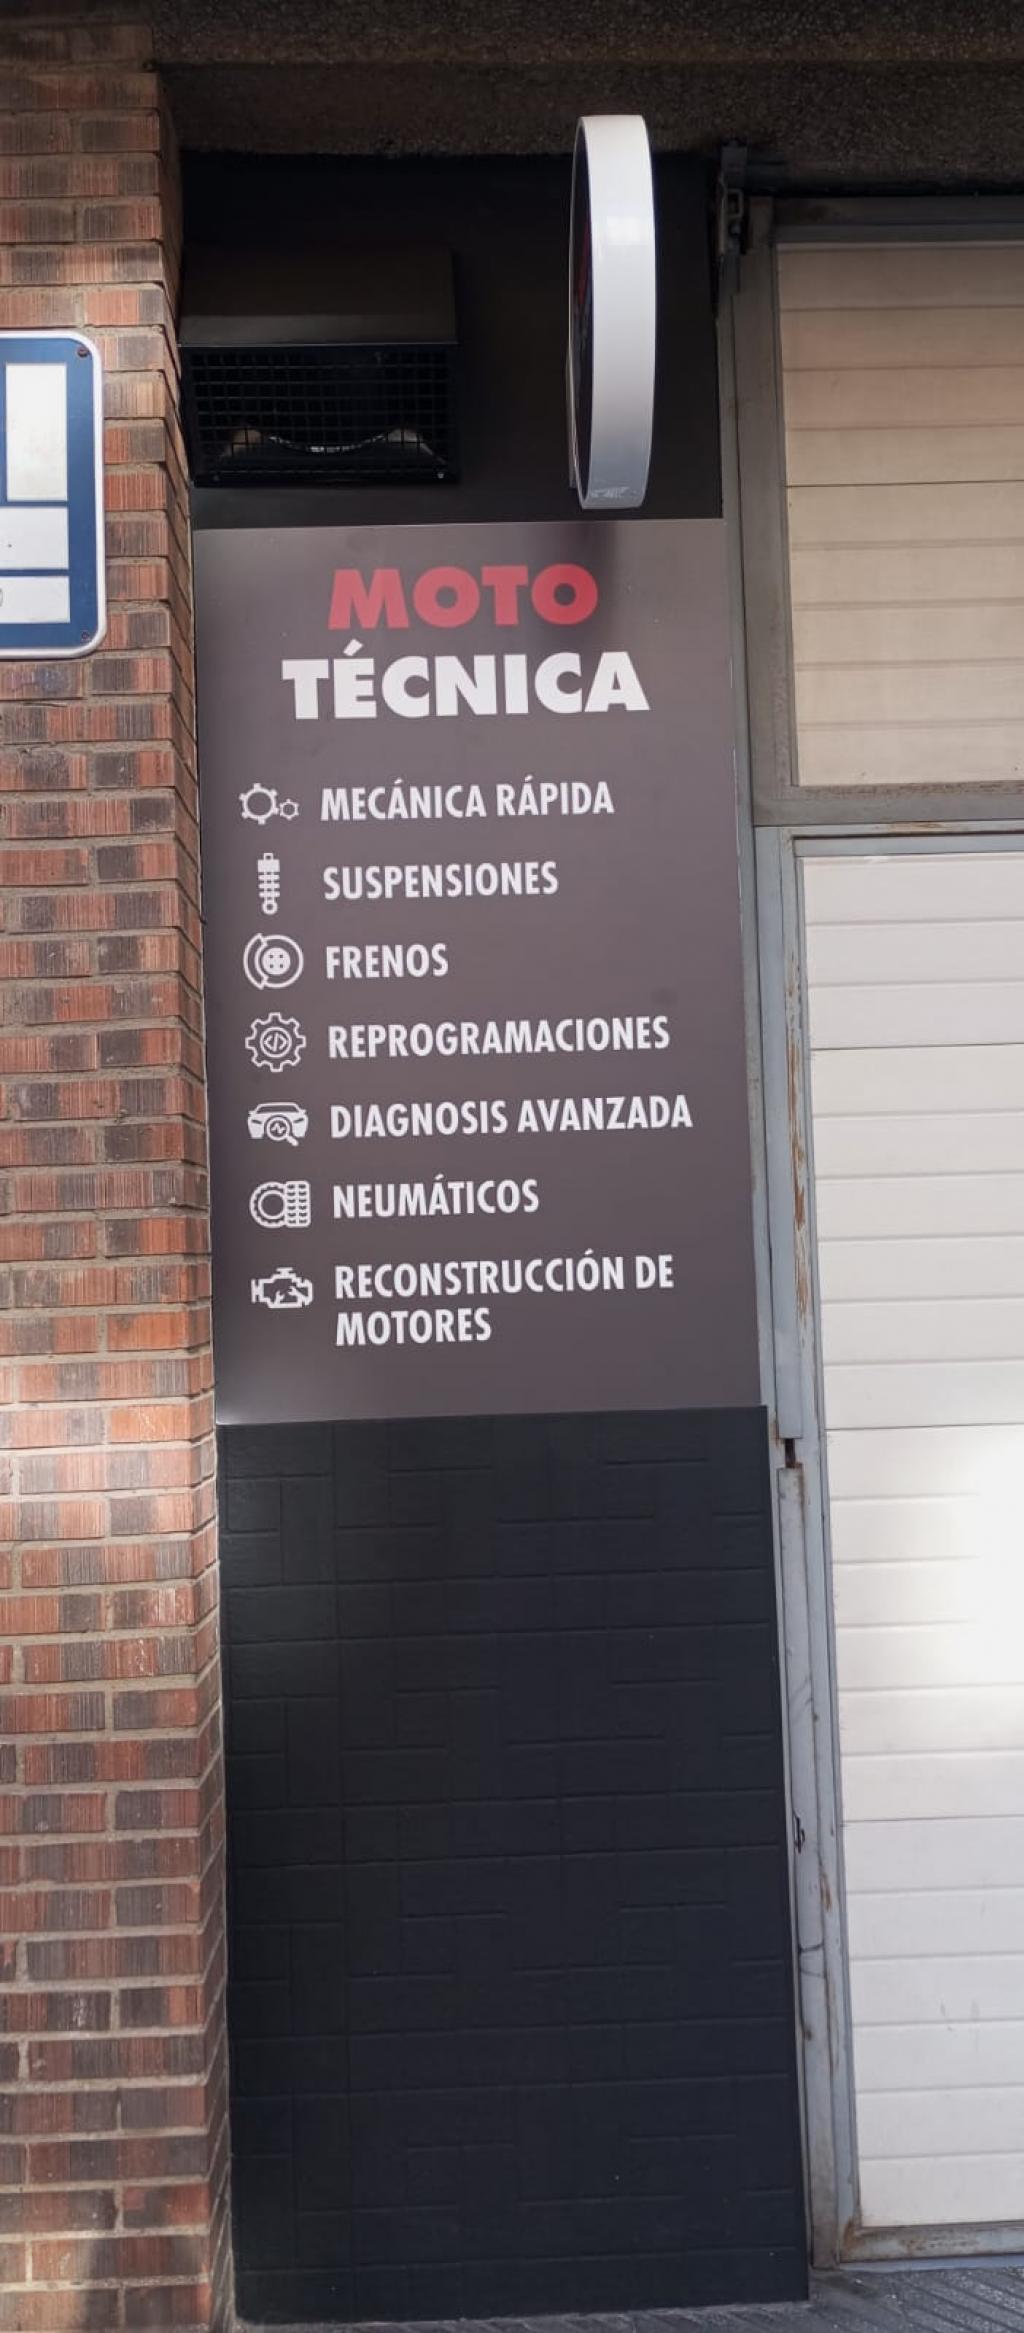 MOTO
TÉCNICA
MECÁNICA RÁPIDA
SUSPENSIONES
FRENOS
REPROGRAMACIONES
DIAGNOSIS AVANZADA
NEUMÁTICOS
RECONSTRUCCIÓN DE
MOTORES